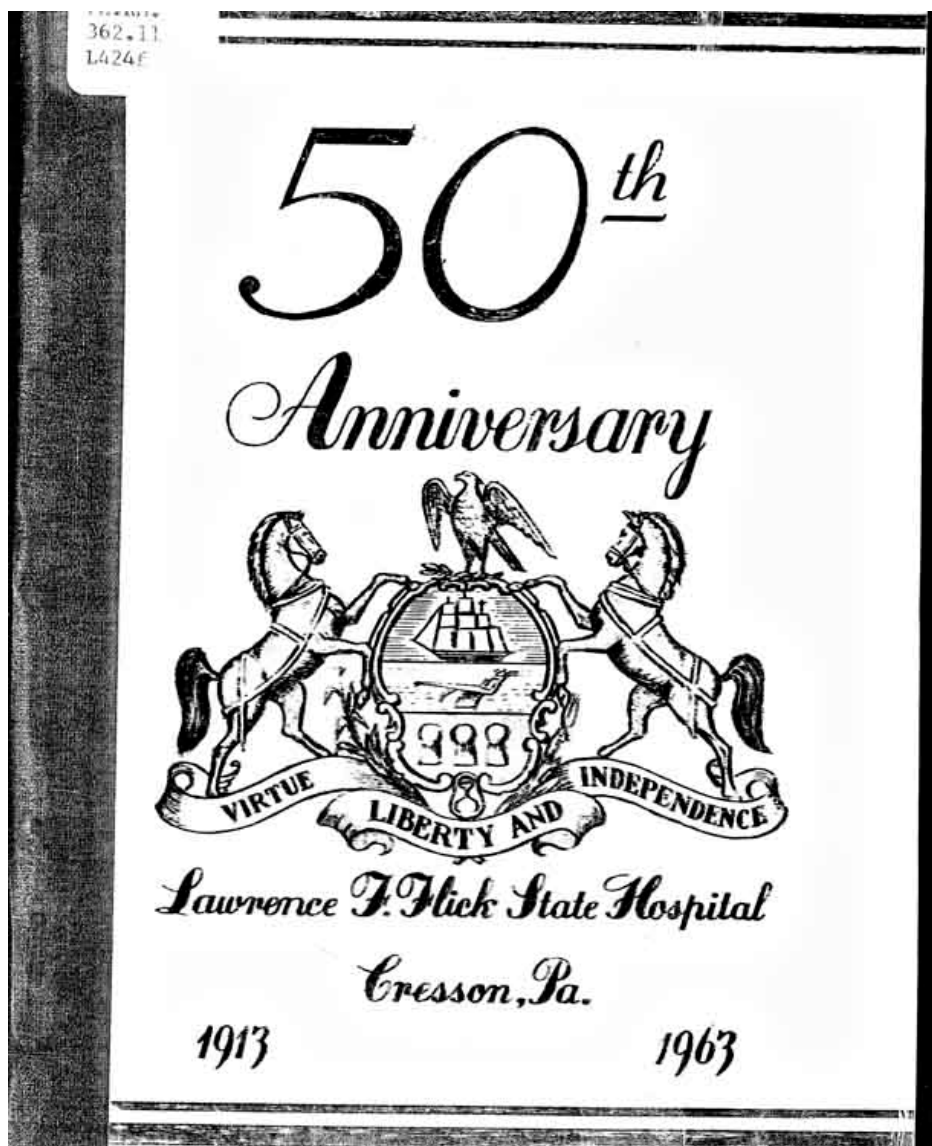 362.11
L424f
50th
Anniversary
VIRTUE LIBERTY AND INDEPENDENCE
Lawrence F. Flick State Hospital
Cresson, Pa.
1913 1963